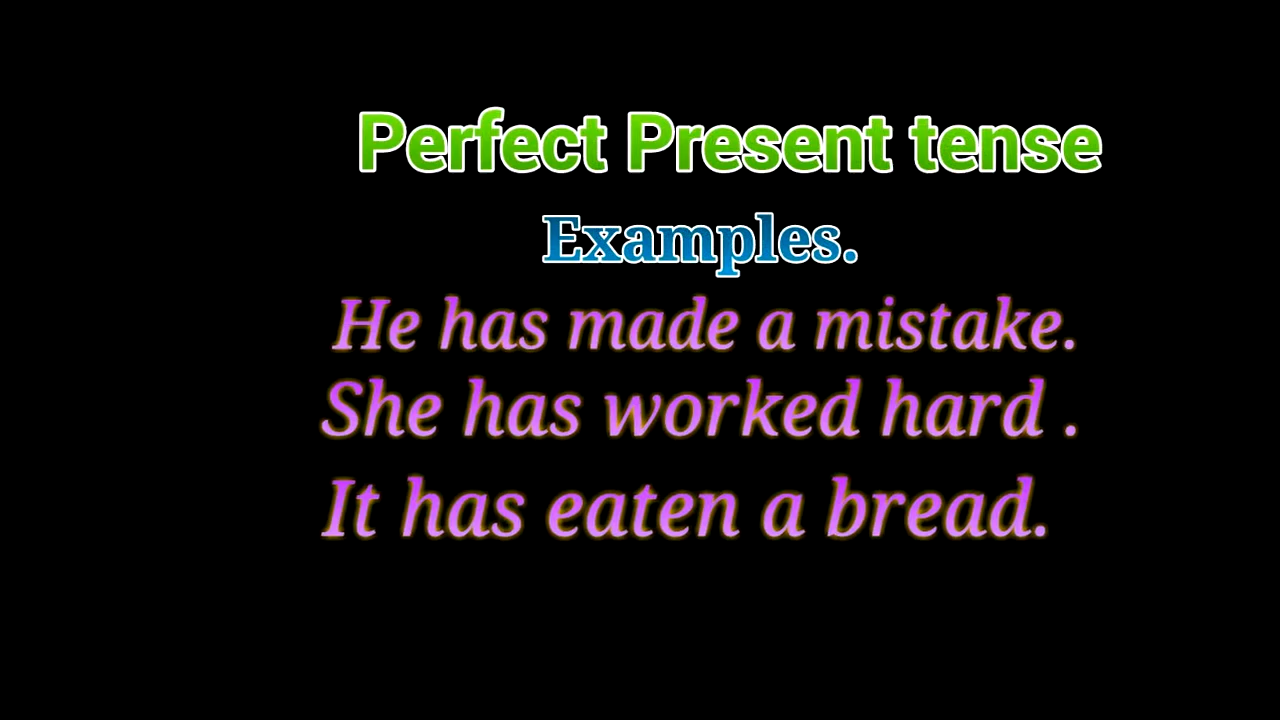 Perfect Present tense
Examples.
He has made a mistake.
She has worked hard .
It has eaten a bread.